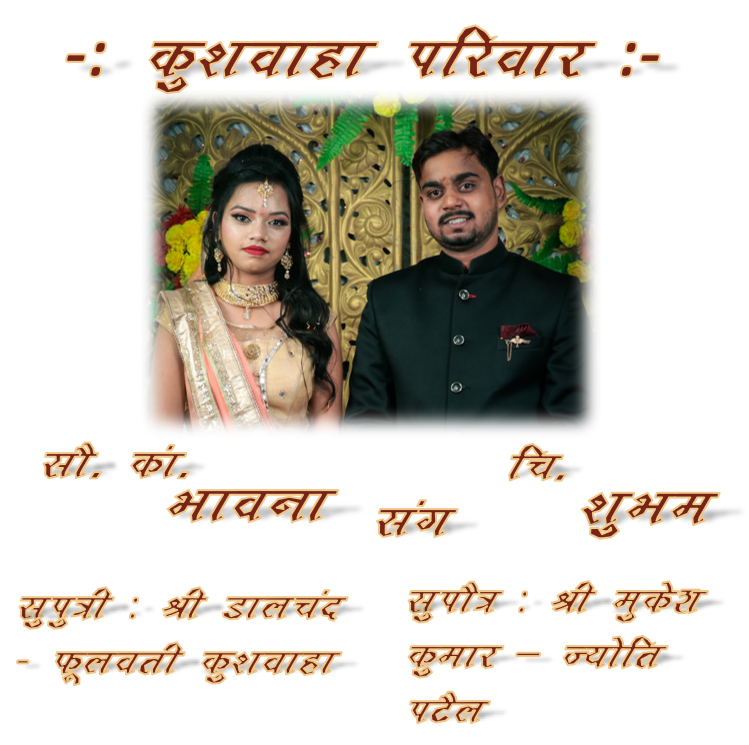 -: कुशवाहा परिवार :-
सौ. कां.
भावना
संग
चि.
शुभम
सुपुत्री : श्री डालचंद
- फूलवती कुशवाहा
सुपौत्र : श्री मुकेश
कुमार – ज्योति
पटैल